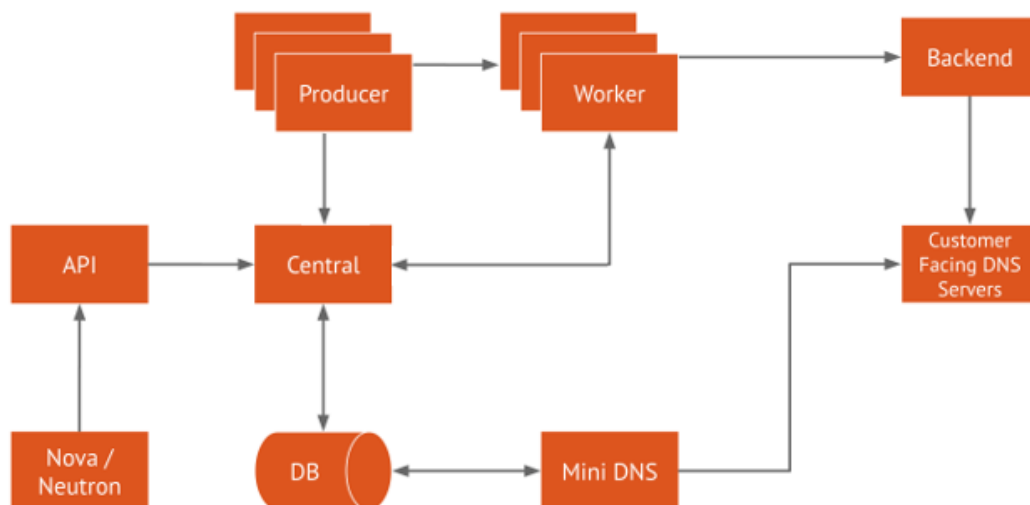 Producer
Worker
Backend
API
Central
Customer
Facing DNS
Servers
Nova /
Neutron
DB
Mini DNS